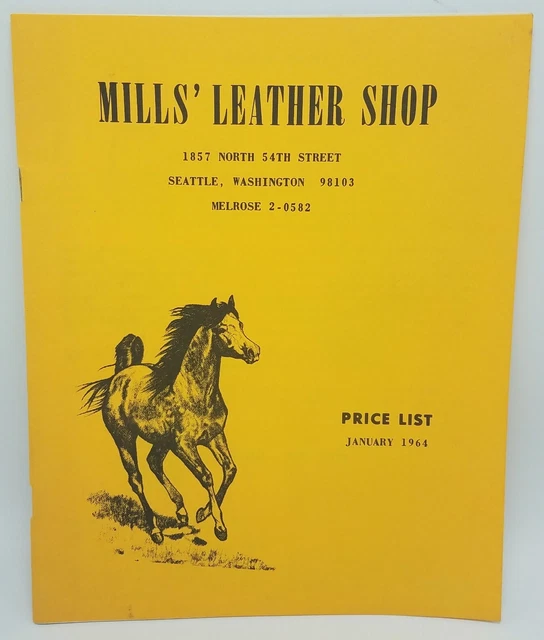 MILLS' LEATHER SHOP
1857 NORTH 54TH STREET
SEATTLE, WASHINGTON 98103
MELROSE 2-0582
PRICE LIST
JANUARY 1964